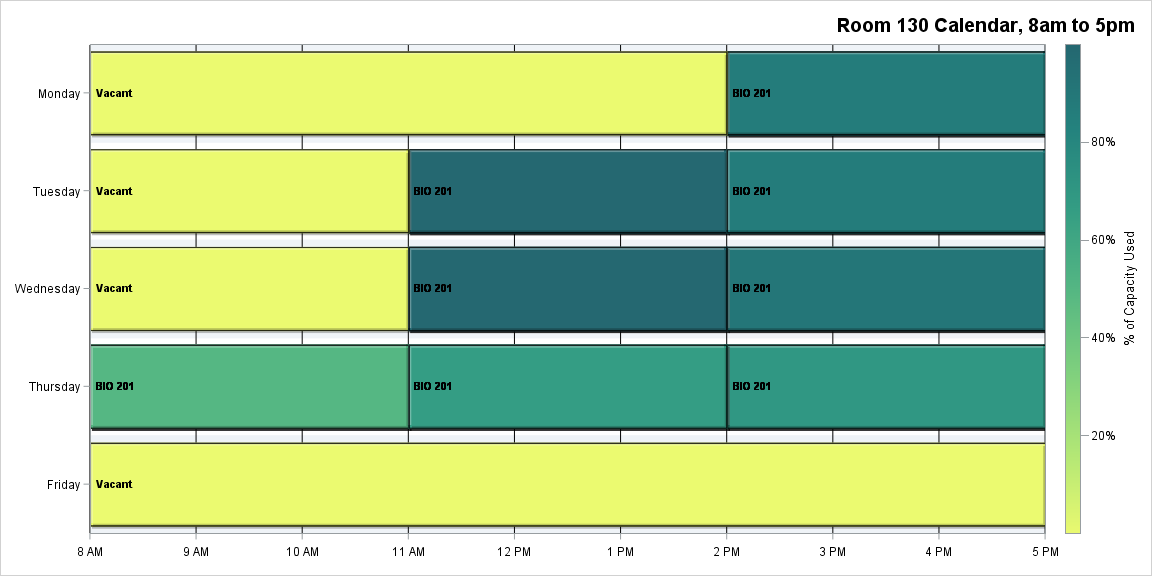 Room 130 Calendar, 8am to 5pm
Monday
Vacant
BIO 201
Tuesday
Vacant
BIO 201
BIO 201
Wednesday
Vacant
BIO 201
BIO 201
Thursday
BIO 201
BIO 201
BIO 201
Friday
Vacant
8 AM
9 AM
10 AM
11 AM
12 PM
1 PM
2 PM
3 PM
4 PM
5 PM
80%
60%
40%
20%
% of Capacity Used